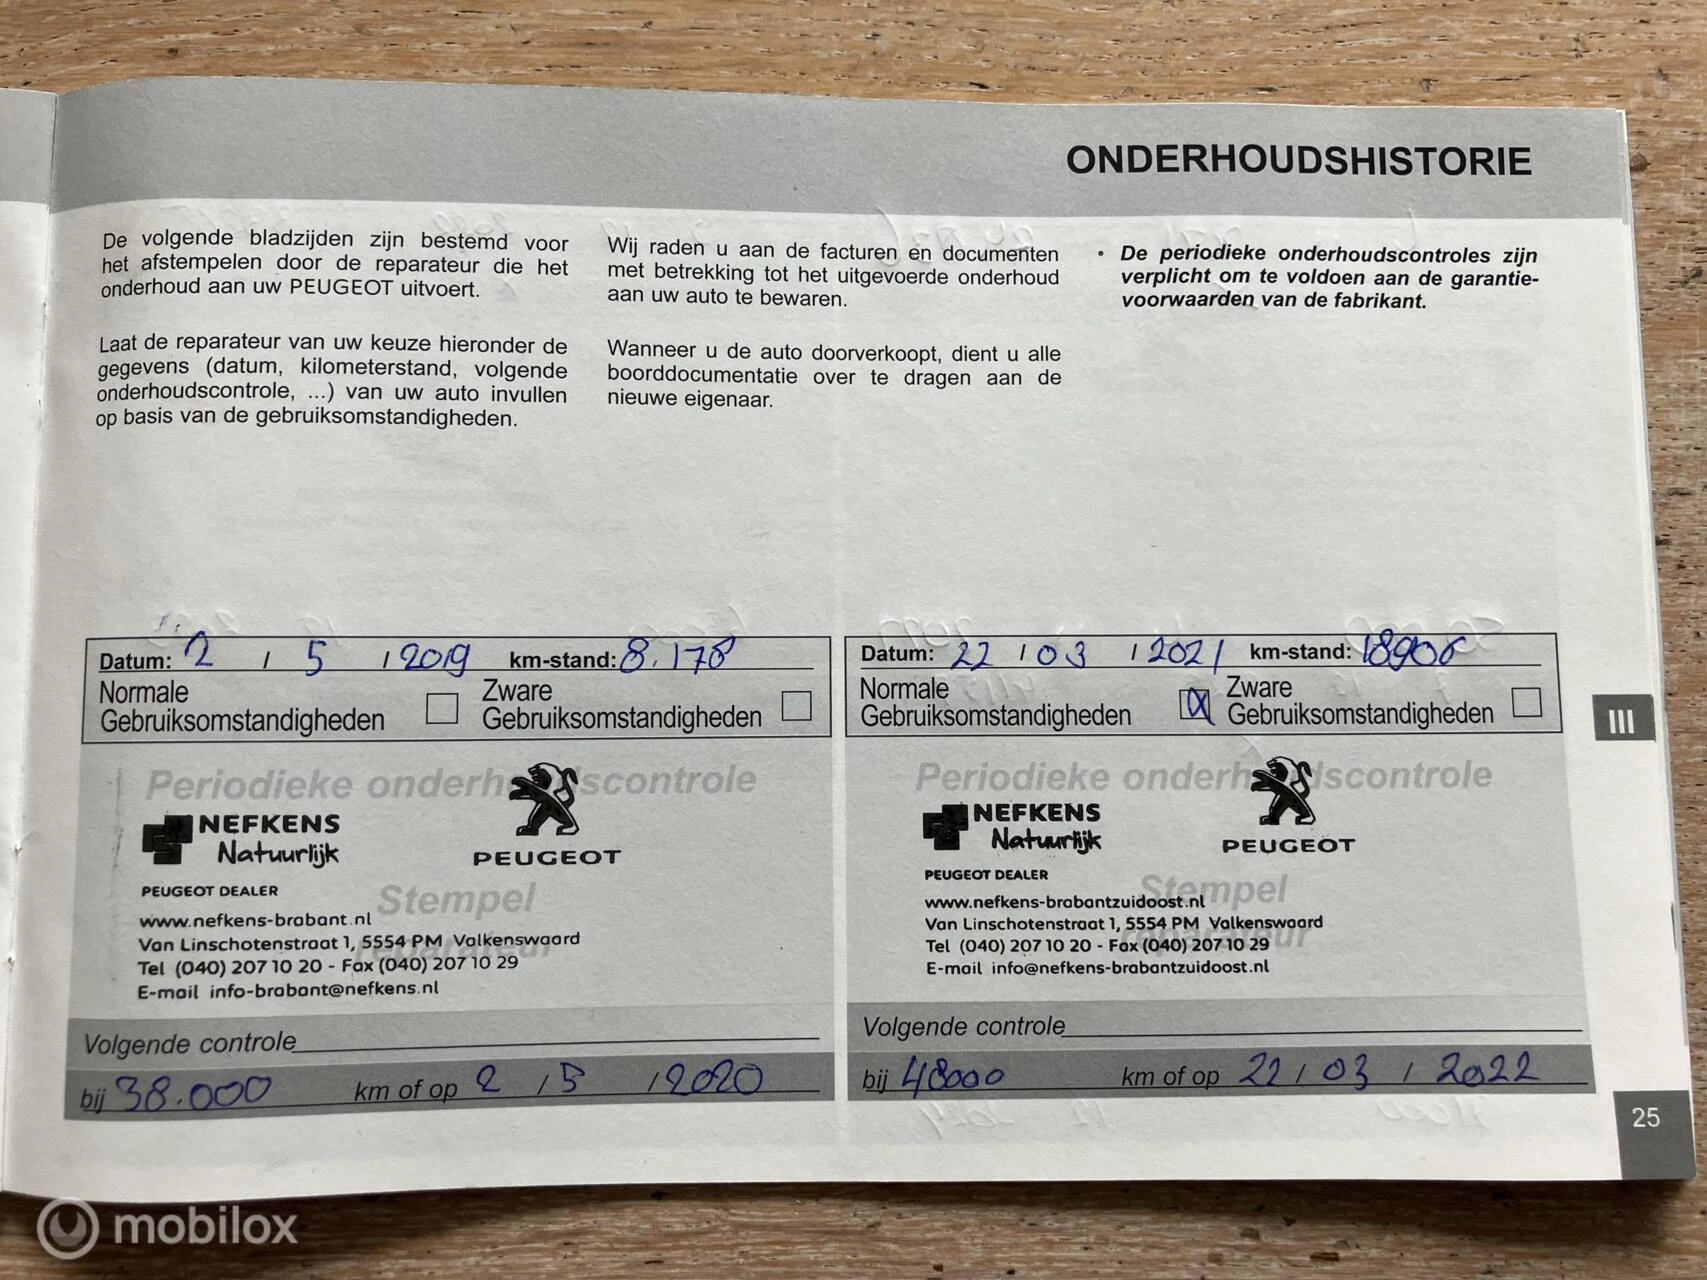 ONDERHOUDSHISTORIE
De volgende bladzijden zijn bestemd voor
het afstempelen door de reparateur die het
onderhoud aan uw PEUGEOT uitvoert.
Laat de reparateur van uw keuze hieronder de
gegevens (datum, kilometerstand, volgende
onderhoudscontrole, ...) van uw auto invullen
op basis van de gebruiksomstandigheden.
Wij raden u aan de facturen en documenten
met betrekking tot het uitgevoerde onderhoud
aan uw auto te bewaren.
Wanneer u de auto doorverkoopt, dient u alle
boorddocumentatie over te dragen aan de
nieuwe eigenaar.
• De periodieke onderhoudscontroles zijn
verplicht om te voldoen aan de garantie-
voorwaarden van de fabrikant.
Datum: 2 / 5 / 2019 km-stand: 8.178
Normale
Gebruiksomstandigheden
Zware
Gebruiksomstandigheden
Periodieke onderhoudscontrole
NEFKENS
Natuurlijk
PEUGEOT
PEUGEOT DEALER
Stempel
reparateur
www.nefkens-brabant.nl
Van Linschotenstraat 1, 5554 PM Valkenswaard
Tel (040) 207 10 20 - Fax (040) 207 10 29
E-mail info-brabant@nefkens.nl
Volgende controle
bij 38.000 km of op 2 / 5 / 2020
Datum: 22 / 03 / 2021 km-stand:
Normale
Gebruiksomstandigheden
Zware
Gebruiksomstandigheden
Periodieke onderhoudscontrole
NEFKENS
Natuurlijk
PEUGEOT
PEUGEOT DEALER
Stempel
reparateur
www.nefkens-brabantzuidoost.nl
Van Linschotenstraat 1, 5554 PM Valkenswaard
Tel (040) 207 10 20 - Fax (040) 207 10 29
E-mail info@nefkens-brabantzuidoost.nl
Volgende controle
bij 48000 km of op 22 / 03 / 2022
III
25
mobilox